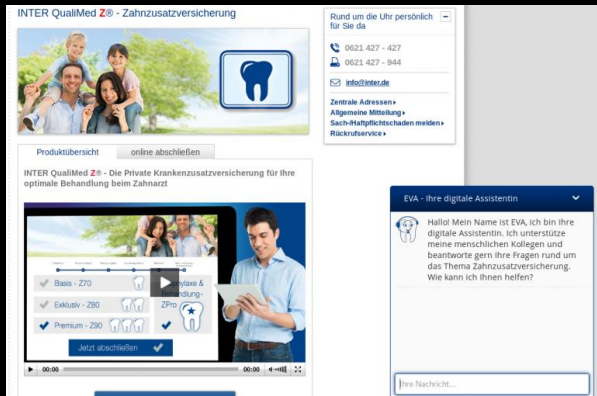 INTER QualiMed Z® - Zahnzusatzversicherung
Rund um die Uhr persönlich
für Sie da
0621 427 - 427
0621 427 - 944
info@inter.de
Zentrale Adressen
Allgemeine Mitteilung
Sach-/Haftpflichtschaden melden
Rückrufservice
Produktübersicht
online abschließen
INTER QualiMed Z® - Die Private Krankenzusatzversicherung für Ihre
optimale Behandlung beim Zahnarzt
Basis - Z70
Exklusiv - Z80
Premium - Z90
Behandlung-
ZPro
Jetzt abschließen
00:00
00:00
EVA - Ihre digitale Assistentin
Hallo! Mein Name ist EVA, ich bin Ihre
digitale Assistentin. Ich unterstütze
meine menschlichen Kollegen und
beantworte gern Ihre Fragen rund um
das Thema Zahnzusatzversicherung.
Wie kann ich Ihnen helfen?
Ihre Nachricht...